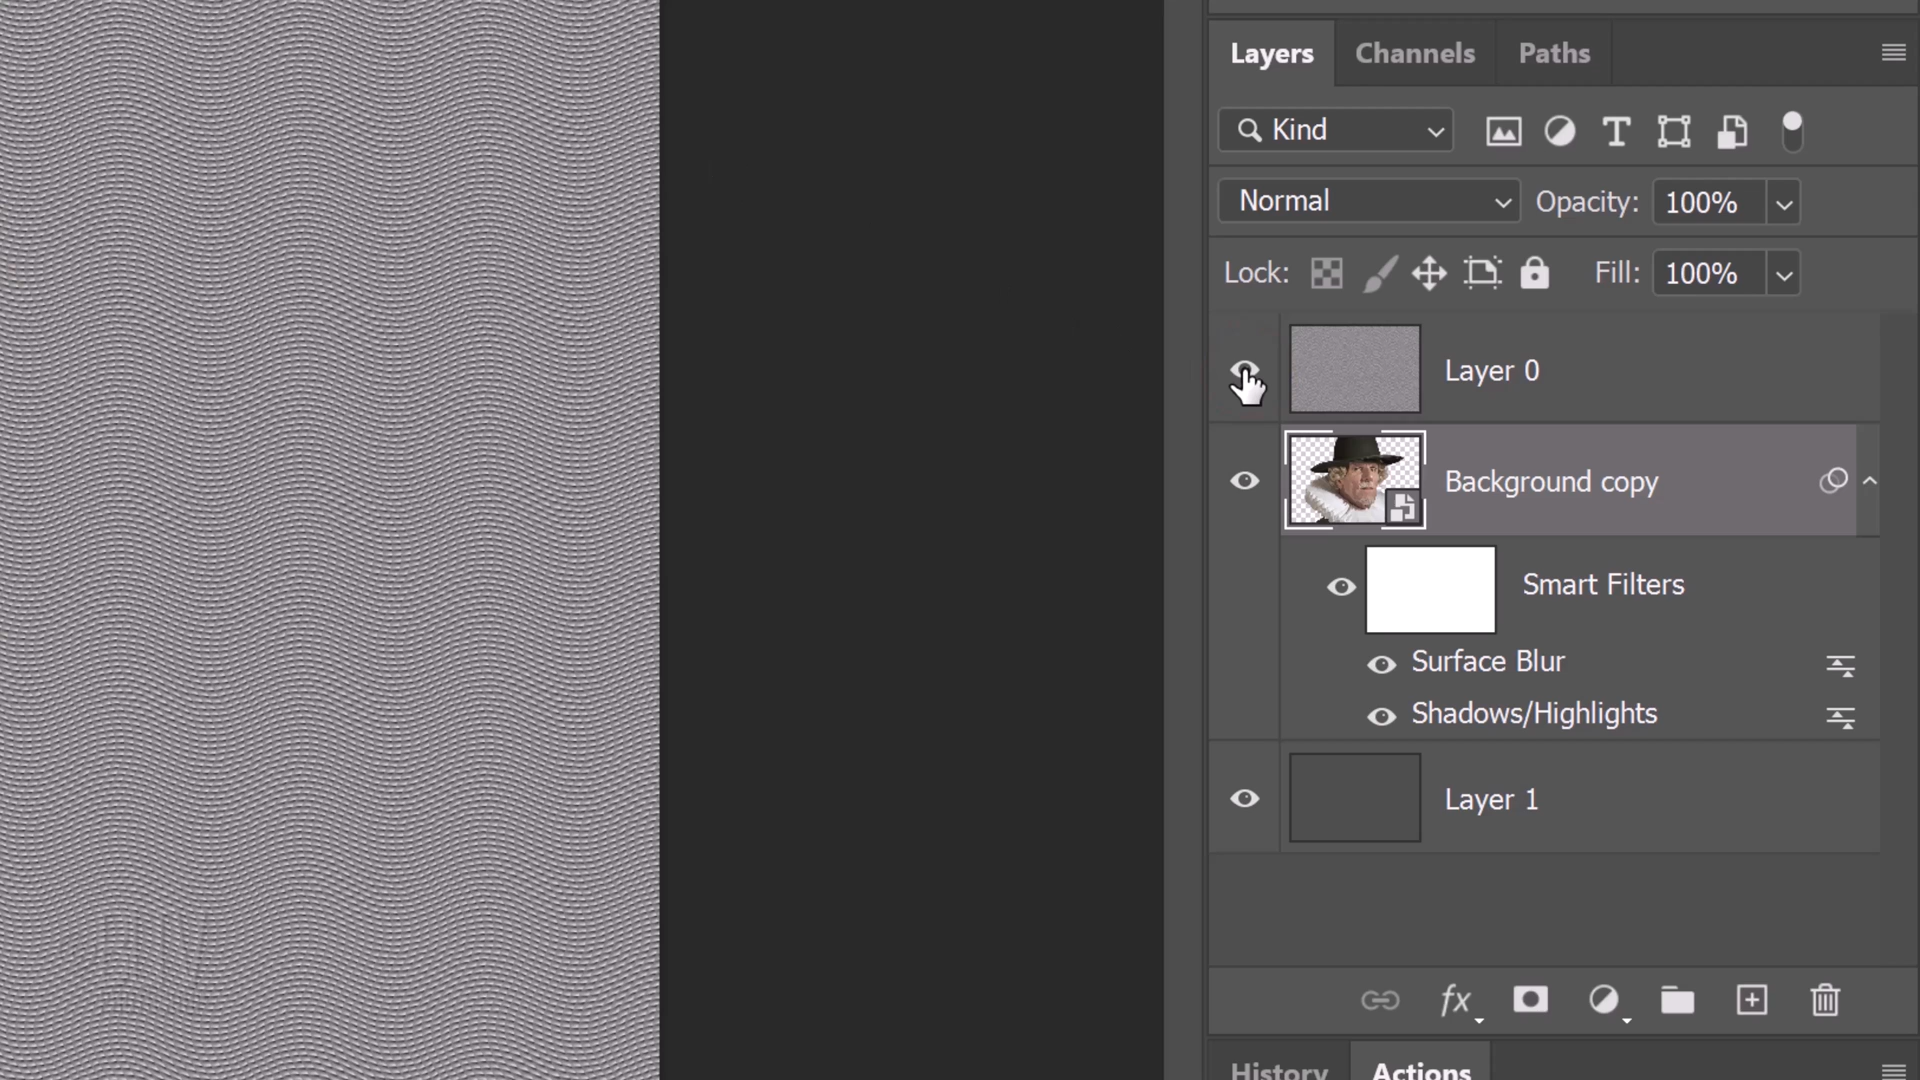 Layers Channels Paths
Kind
Normal Opacity: 100%
Lock: Fill: 100%
Layer 0
Background copy
Smart Filters
Surface Blur
Shadows/Highlights
Layer 1
fx
History Actions